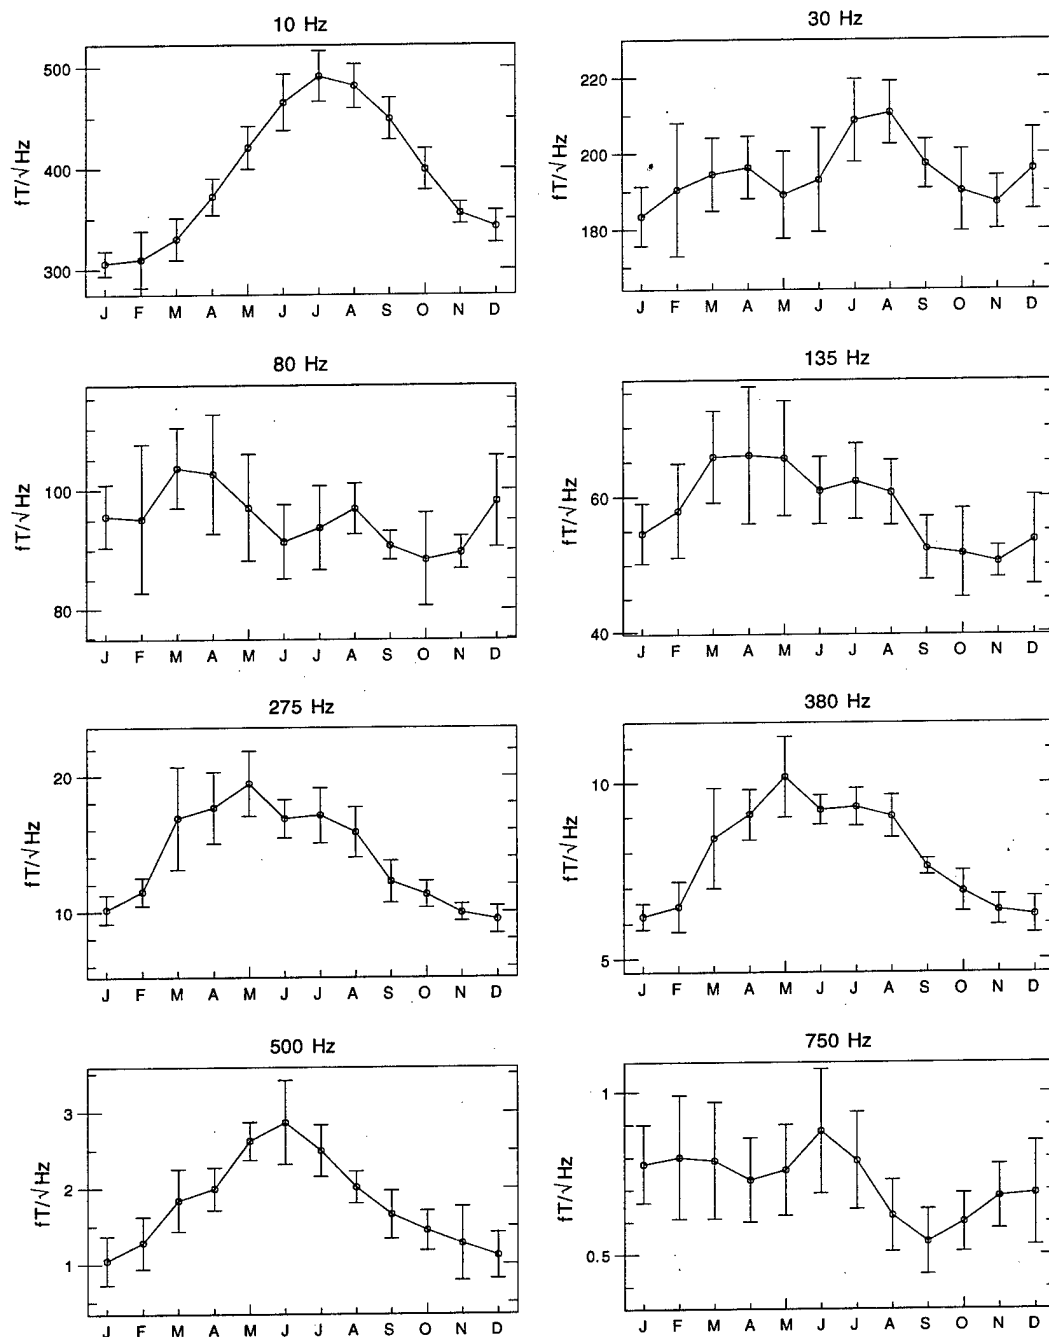 10 Hz
500
400
300
fT/√Hz
J F M A M J J A S O N D
30 Hz
220
200
180
fT/√Hz
J F M A M J J A S O N D
80 Hz
100
80
fT/√Hz
J F M A M J J A S O N D
135 Hz
60
40
fT/√Hz
J F M A M J J A S O N D
275 Hz
20
10
fT/√Hz
J F M A M J J A S O N D
380 Hz
10
5
fT/√Hz
J F M A M J J A S O N D
500 Hz
3
2
1
fT/√Hz
J F M A M J J A S O N D
750 Hz
1
0.5
fT/√Hz
J F M A M J J A S O N D